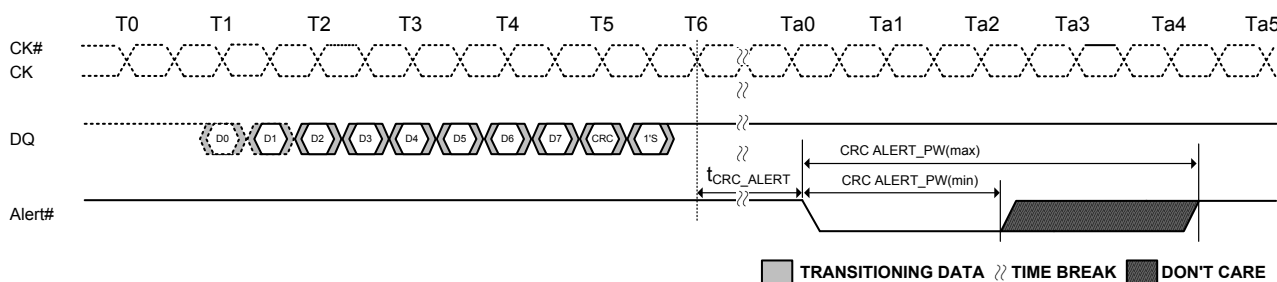 T0 T1 T2 T3 T4 T5 T6 Ta0 Ta1 Ta2 Ta3 Ta4 Ta5
CK#
CK
DQ D0 D1 D2 D3 D4 D5 D6 D7 CRC 1'S
CRC ALERT_PW(max)
tCRC_ALERT CRC ALERT_PW(min)
Alert#
TRANSITIONING DATA TIME BREAK DON'T CARE